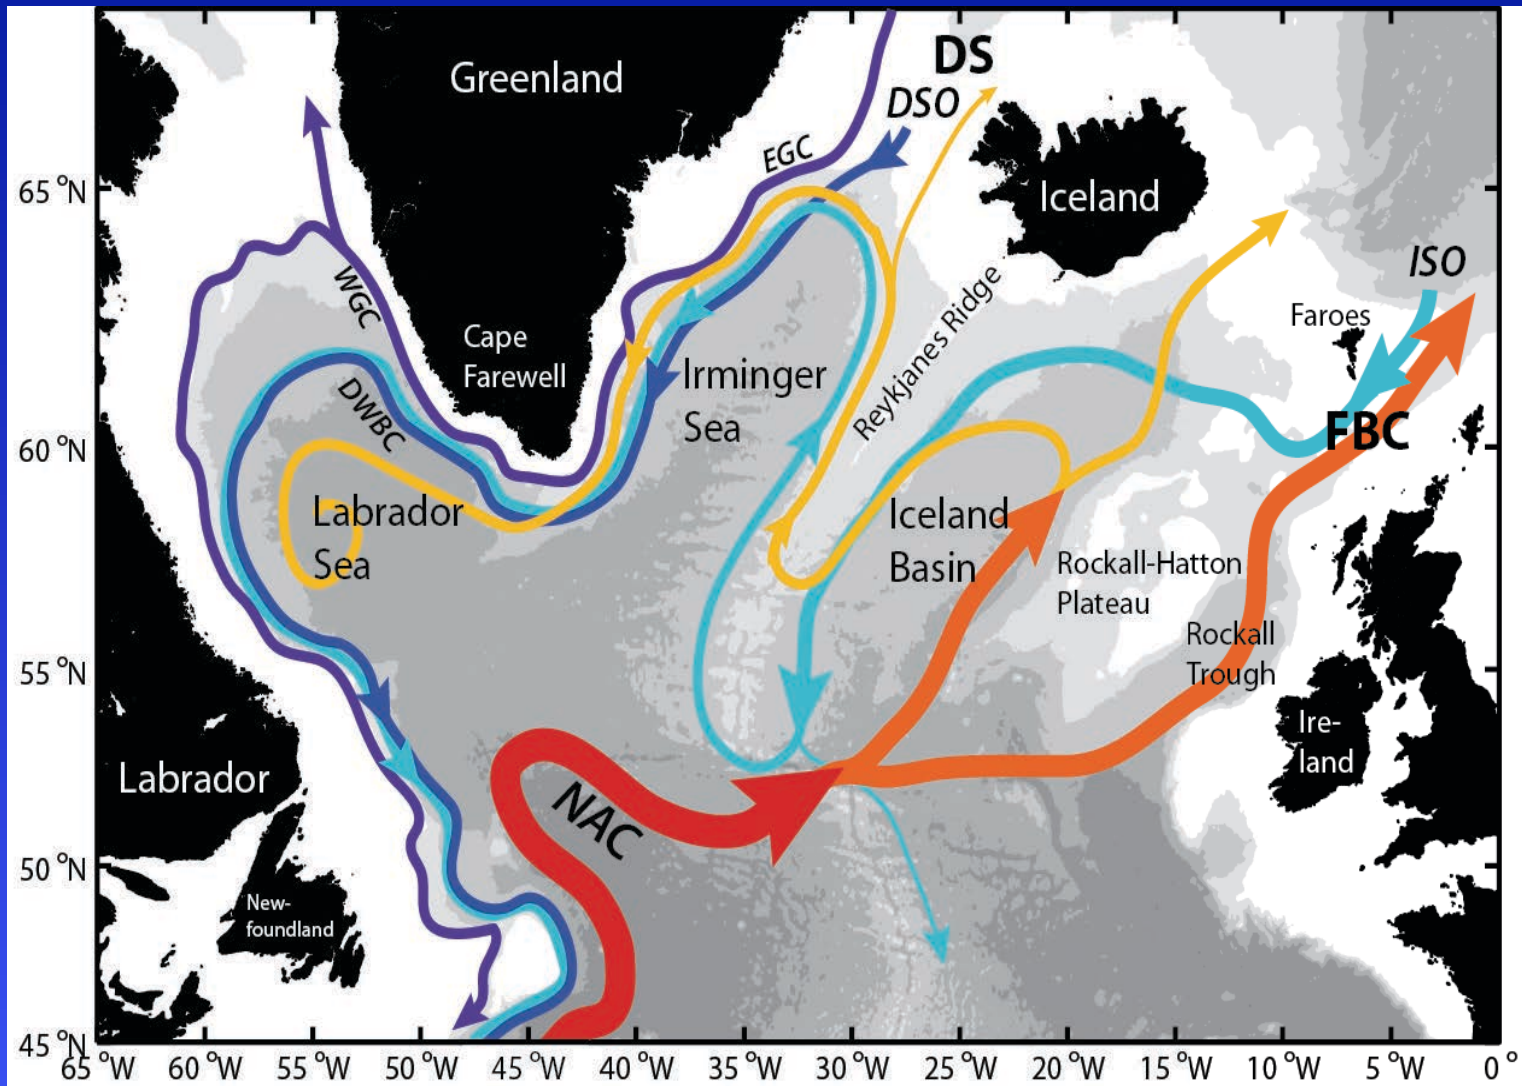 DS
Greenland
DSO
EGC
65 °N
Iceland
ISO
WGC
Reykjanes Ridge
Faroes
Cape
Farewell
Irminger
Sea
DWBC
FBC
60 °N
Labrador
Sea
Iceland
Basin
Rockall-Hatton
Plateau
Rockall
Trough
55 °N
Ire-
land
Labrador
NAC
50 °N
New-
foundland
45 °N
65 °W 60 °W 55 °W 50 °W 45 °W 40 °W 35 °W 30 °W 25 °W 20 °W 15 °W 10 °W 5 °W 0 °